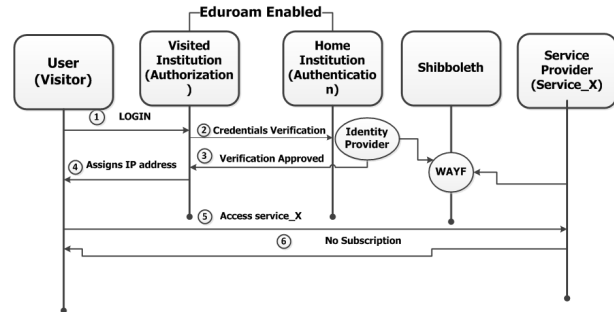 Eduroam Enabled
User
(Visitor)
Visited
Institution
(Authorization
)
Home
Institution
(Authenticatio
n)
Shibboleth
Service
Provider
(Service_X)
1 LOGIN
2 Credentials Verification
Identity
Provider
3 Verification Approved
4 Assigns IP address
WAYF
5 Access service_X
6 No Subscription